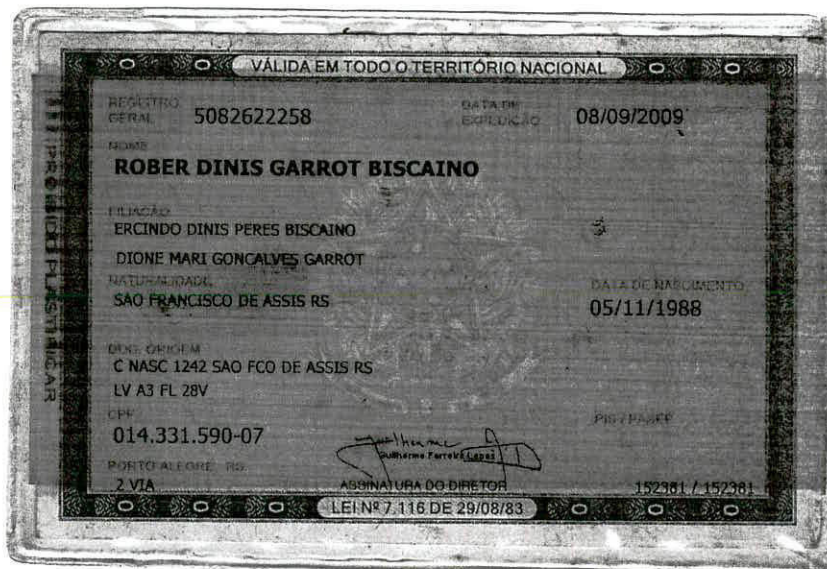 VÁLIDA EM TODO O TERRITÓRIO NACIONAL
REGISTRO GERAL 5082622258 DATA DE EXPEDIÇÃO 08/09/2009
NOME
ROBER DINIS GARROT BISCAINO
FILIAÇÃO
ERCINDO DINIS PERES BISCAINO
DIONE MARI GONCALVES GARROT
NATURALIDADE DATA DE NASCIMENTO
SAO FRANCISCO DE ASSIS RS 05/11/1988
DOC. ORIGEM
C NASC 1242 SAO FCO DE ASSIS RS
LV A3 FL 28V
CPF PIS / PASEP
014.331.590-07
Guilherme Ferreira Lopes
PORTO ALEGRE RS
2 VIA ASSINATURA DO DIRETOR 152381 / 152381
LEI Nº 7.116 DE 29/08/83
PROIBIDO PLASTIFICAR